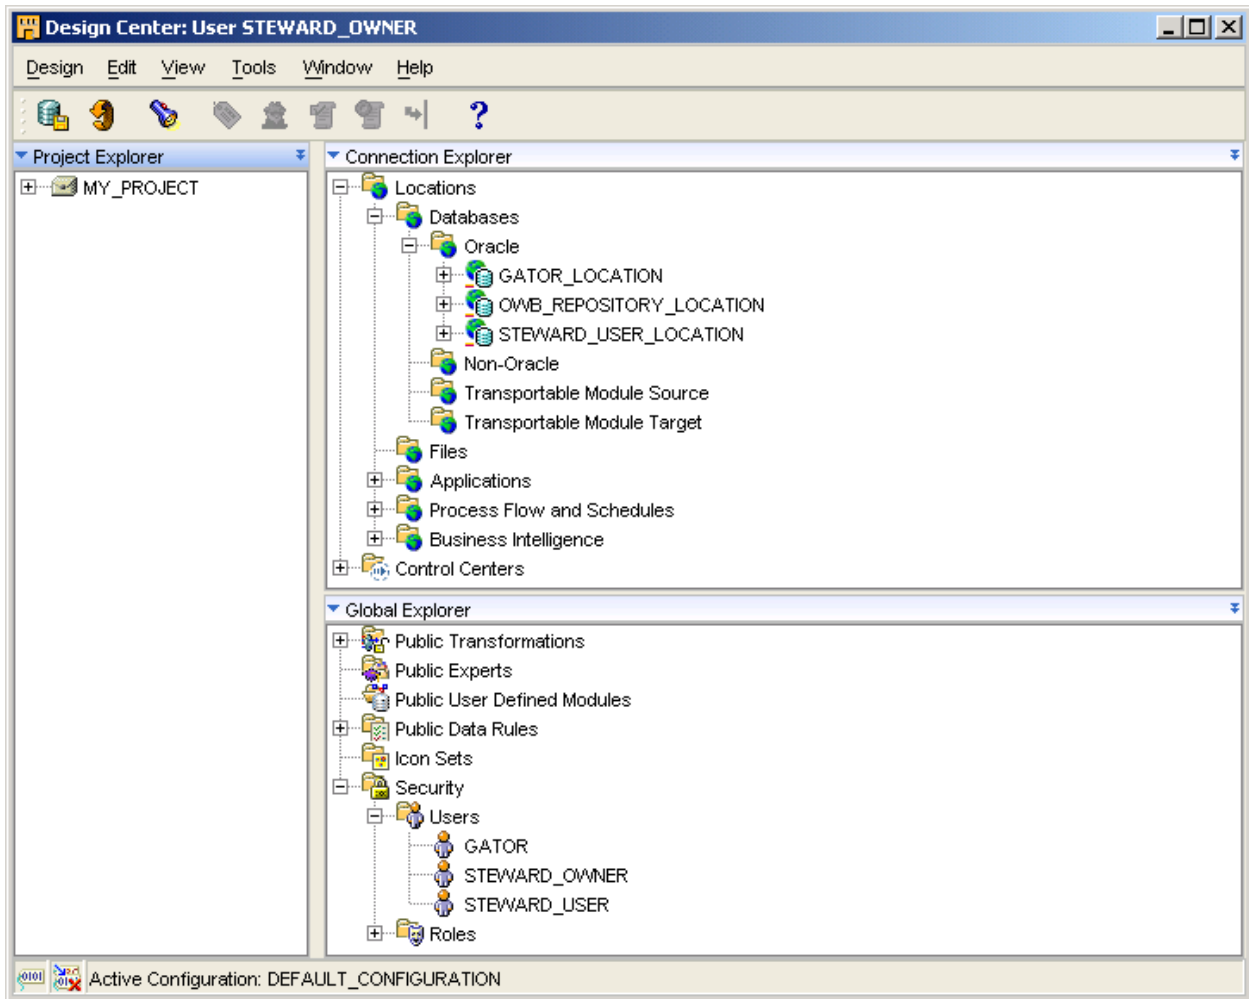 Design Center: User STEWARD_OWNER
Design Edit View Tools Window Help
Project Explorer
MY_PROJECT
Connection Explorer
Locations
Databases
Oracle
GATOR_LOCATION
OWB_REPOSITORY_LOCATION
STEWARD_USER_LOCATION
Non-Oracle
Transportable Module Source
Transportable Module Target
Files
Applications
Process Flow and Schedules
Business Intelligence
Control Centers
Global Explorer
Public Transformations
Public Experts
Public User Defined Modules
Public Data Rules
Icon Sets
Security
Users
GATOR
STEWARD_OWNER
STEWARD_USER
Roles
Active Configuration: DEFAULT_CONFIGURATION